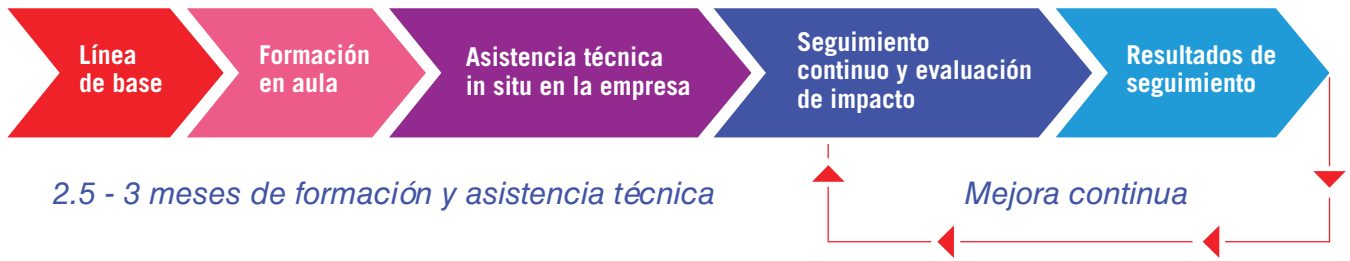 Línea
de base
Formación
en aula
Asistencia técnica
in situ en la empresa
Seguimiento
continuo y evaluación
de impacto
Resultados de
seguimiento
2.5 - 3 meses de formación y asistencia técnica
Mejora continua